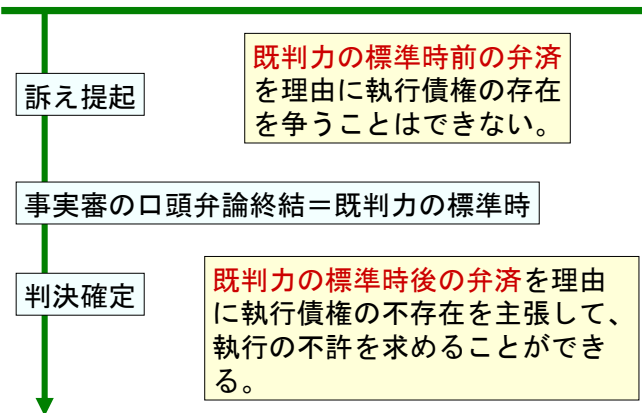 既判力の標準時前の弁済
を理由に執行債権の存在
を争うことはできない。
訴え提起
事実審の口頭弁論終結＝既判力の標準時
判決確定
既判力の標準時後の弁済を理由
に執行債権の不存在を主張して、
執行の不許を求めることができ
る。